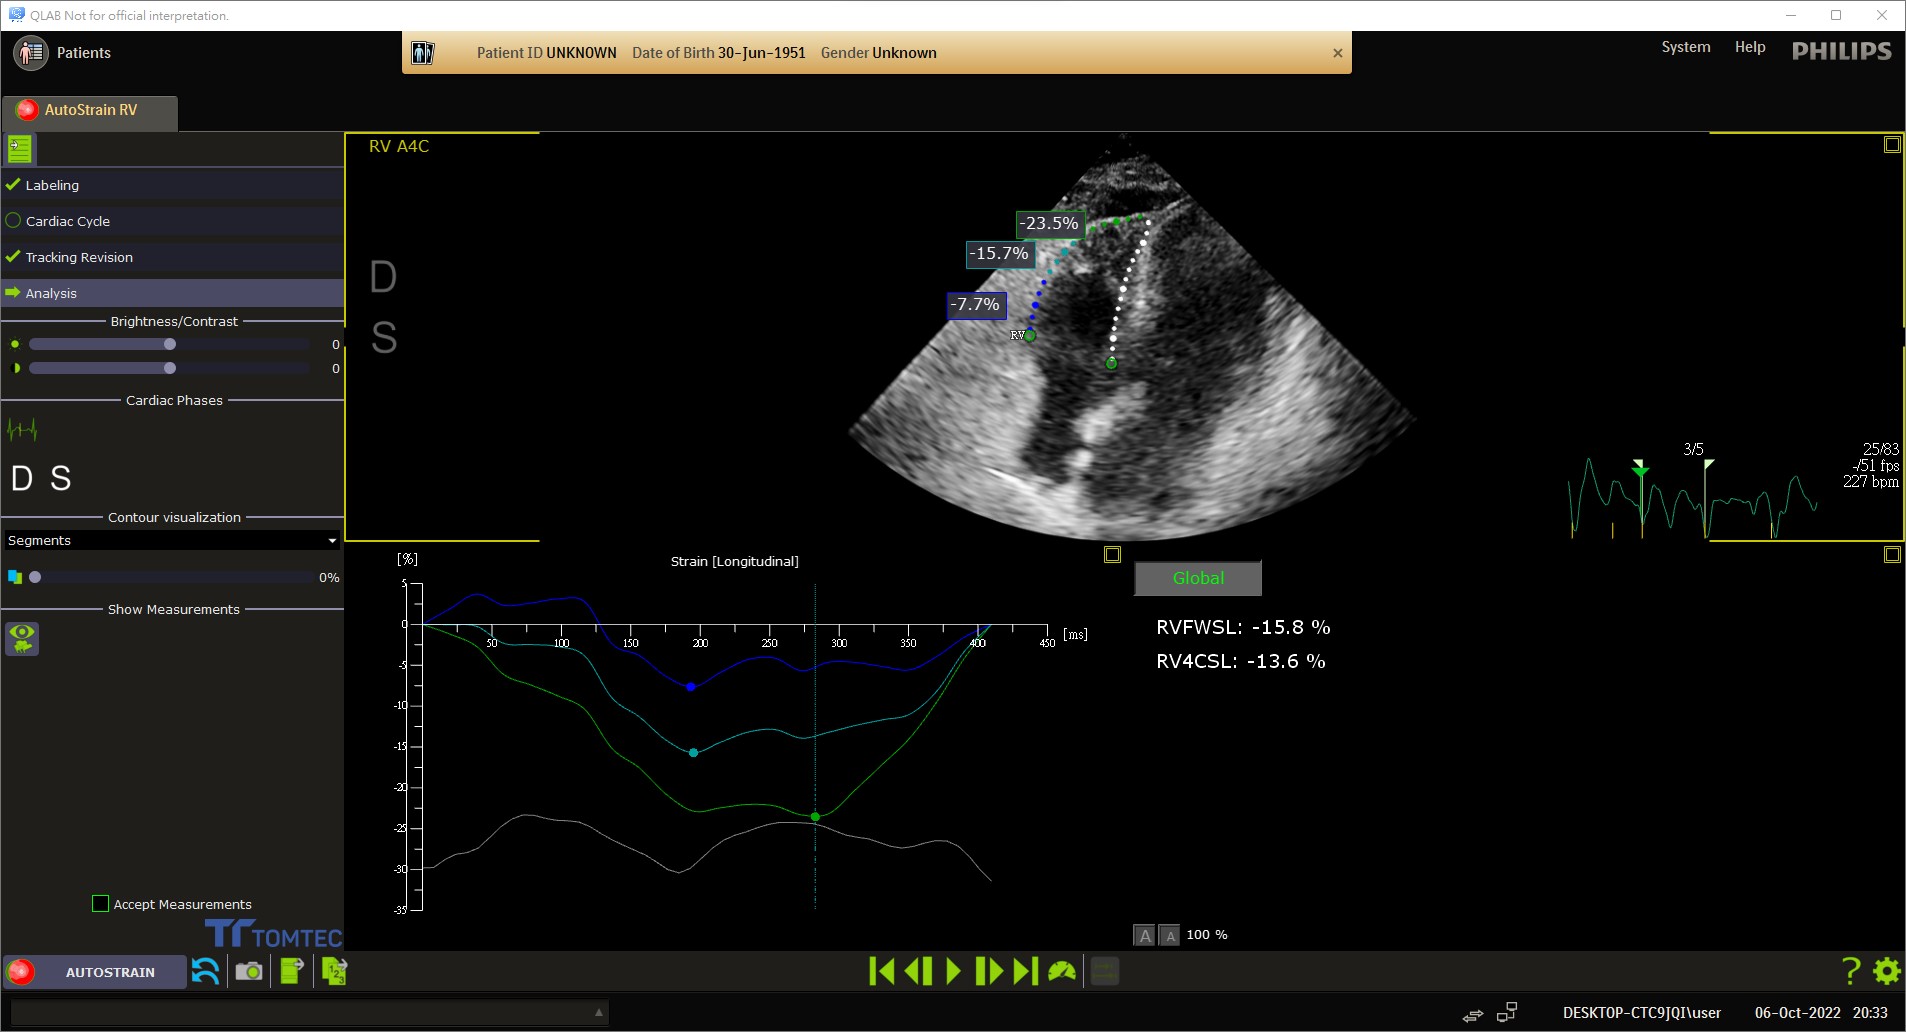 QLAB Not for official interpretation.
Patients
Patient ID UNKNOWN Date of Birth 30-Jun-1951 Gender Unknown
System Help PHILIPS
AutoStrain RV
Labeling
Cardiac Cycle
Tracking Revision
Analysis
Brightness/Contrast
0
0
Cardiac Phases
D S
Contour visualization
Segments
0%
Show Measurements
Accept Measurements
TOMTEC
RV A4C
D
S
-23.5%
-15.7%
-7.7%
RV
3/5
25/83
-/51 fps
227 bpm
[%]
Strain [Longitudinal]
5
0
-5
-10
-15
-20
-25
-30
-35
50 100 150 200 250 300 350 400 450 [ms]
Global
RVFWSL: -15.8 %
RV4CSL: -13.6 %
A A 100 %
AUTOSTRAIN
1 2 3
?
DESKTOP-CTC9JQI\user 06-Oct-2022 20:33